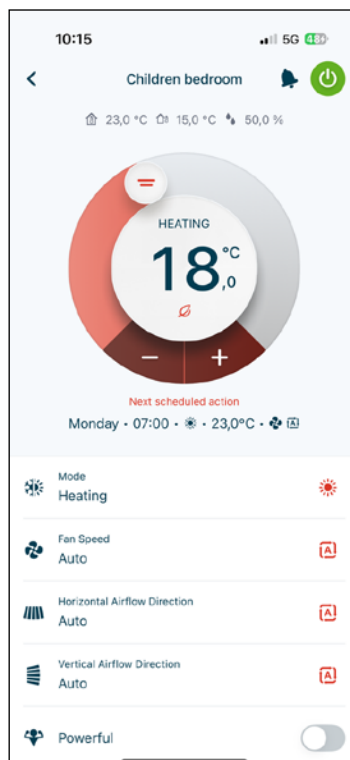 10:15 5G 48
Children bedroom
23,0 °C 15,0 °C 50,0 %
HEATING
18,0 °C
− +
Next scheduled action
Monday • 07:00 • • 23,0°C • A
Mode
Heating
Fan Speed
Auto A
Horizontal Airflow Direction
Auto A
Vertical Airflow Direction
Auto A
Powerful